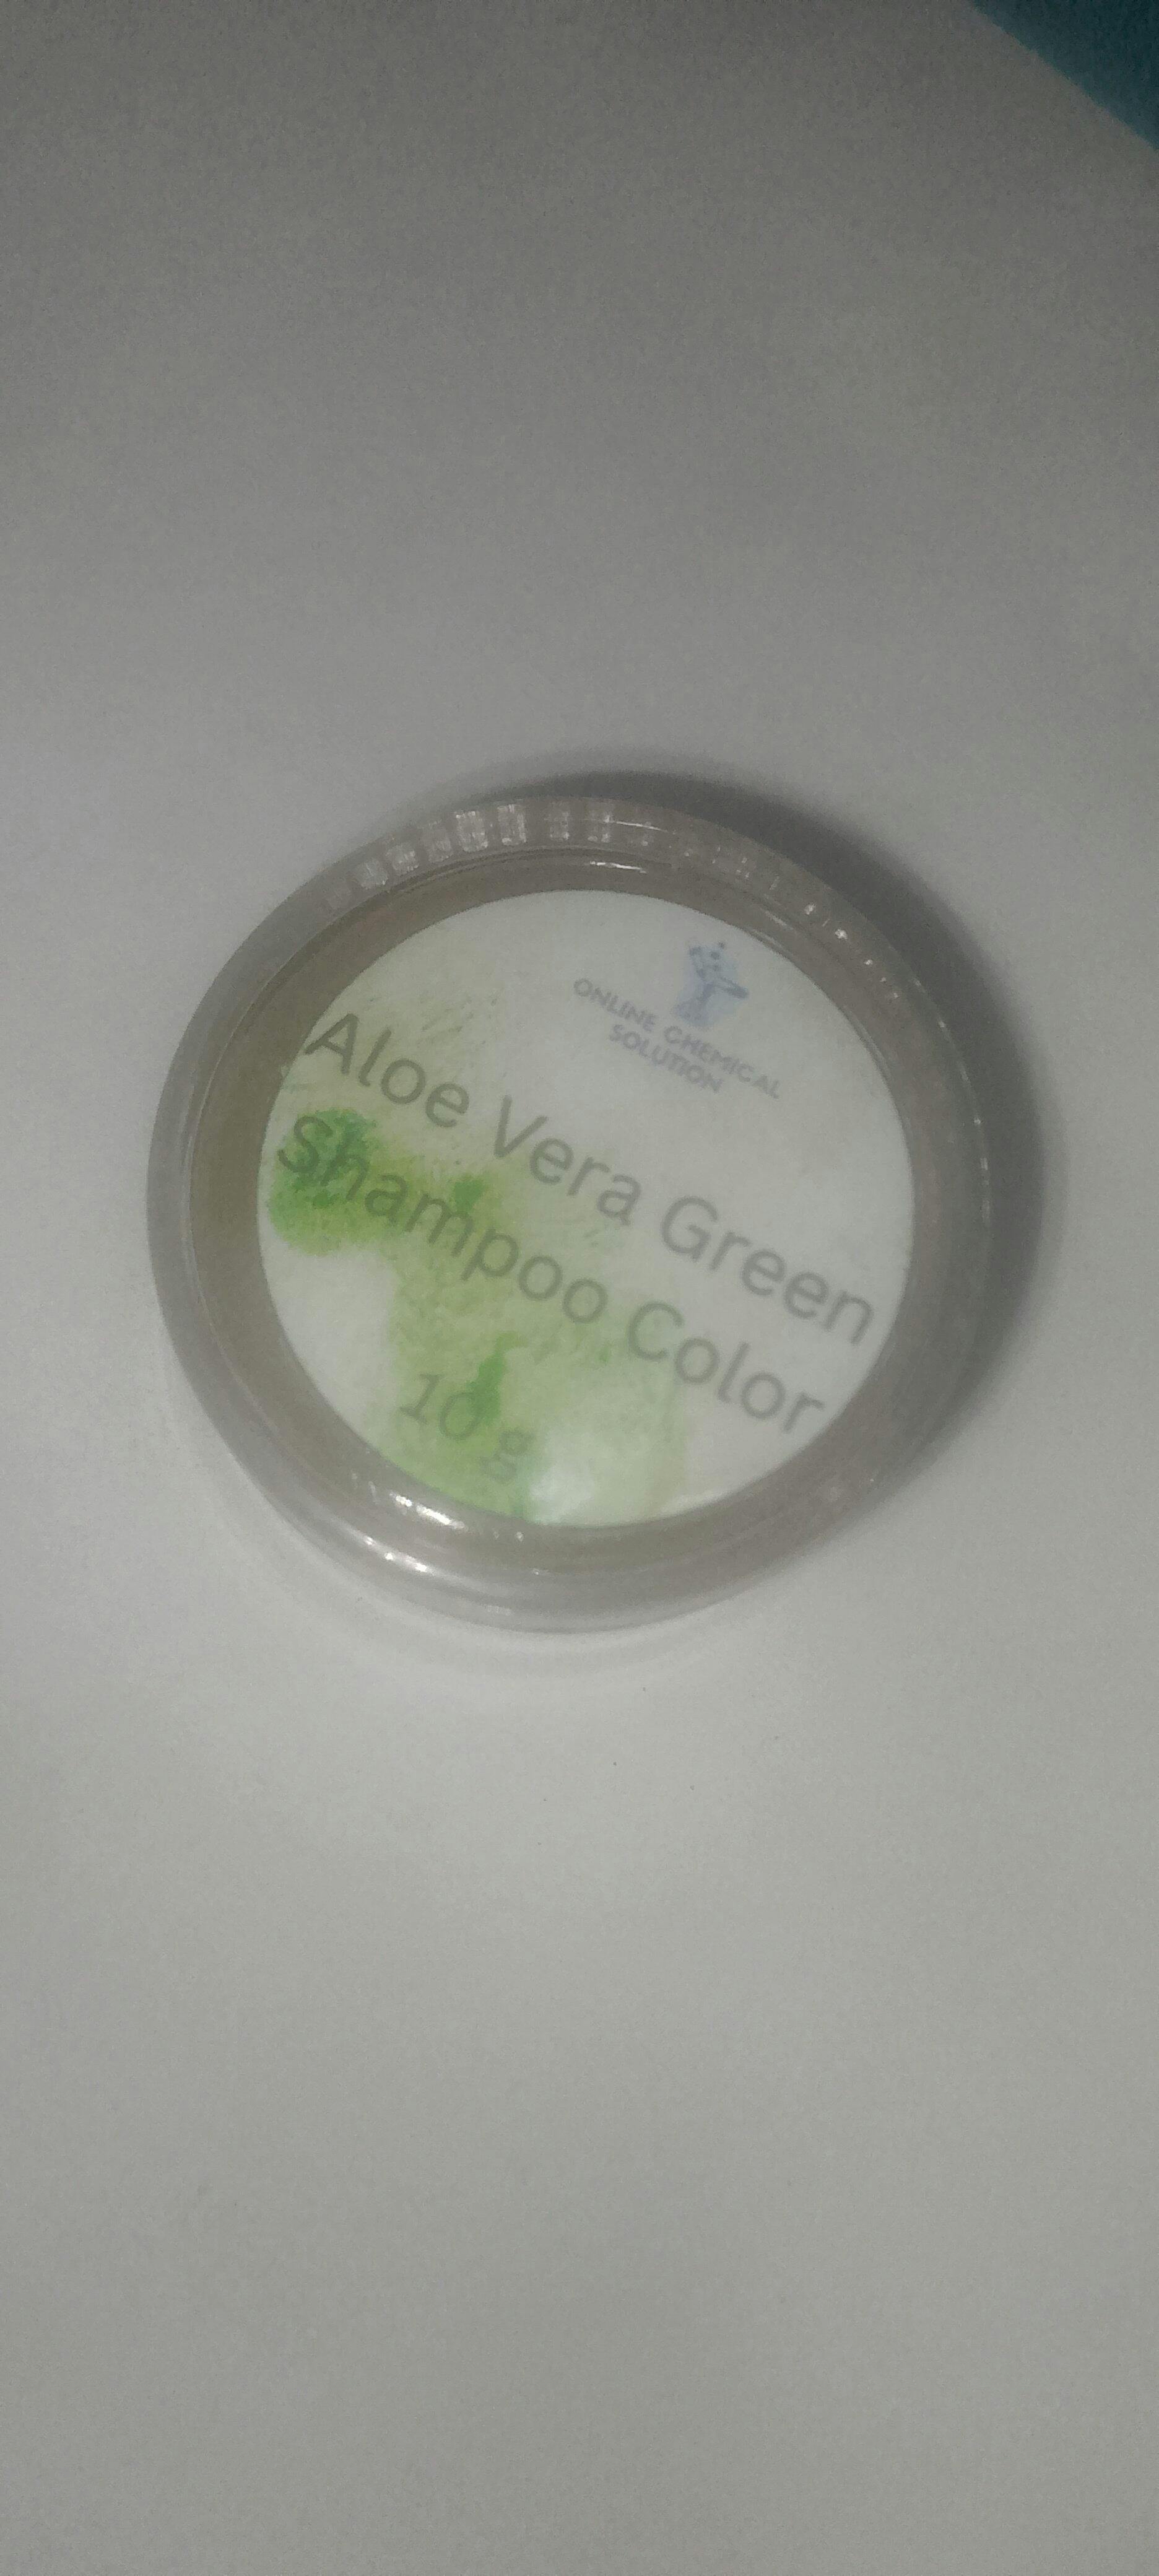 ONLINE CHEMICAL
SOLUTION
Aloe Vera Green
Shampoo Color
10 g